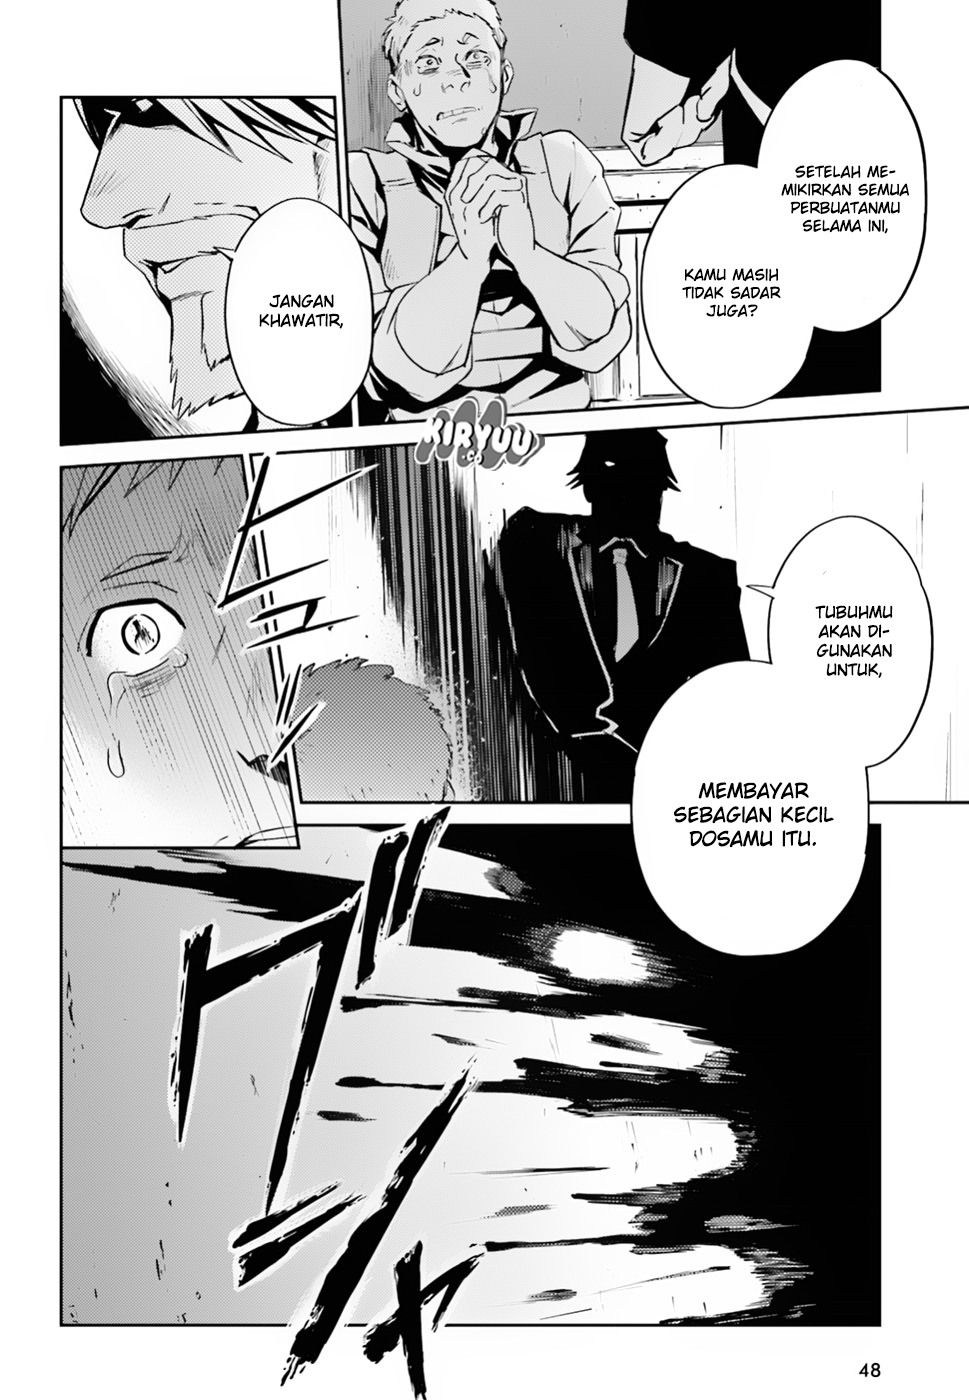 SETELAH ME-
MIKIRKAN SEMUA
PERBUATANMU
SELAMA INI,
KAMU MASIH
TIDAK SADAR
JUGA?
JANGAN
KHAWATIR,
KIRYUU
.CO
TUBUHMU
AKAN DI-
GUNAKAN
UNTUK,
MEMBAYAR
SEBAGIAN KECIL
DOSAMU ITU.
48